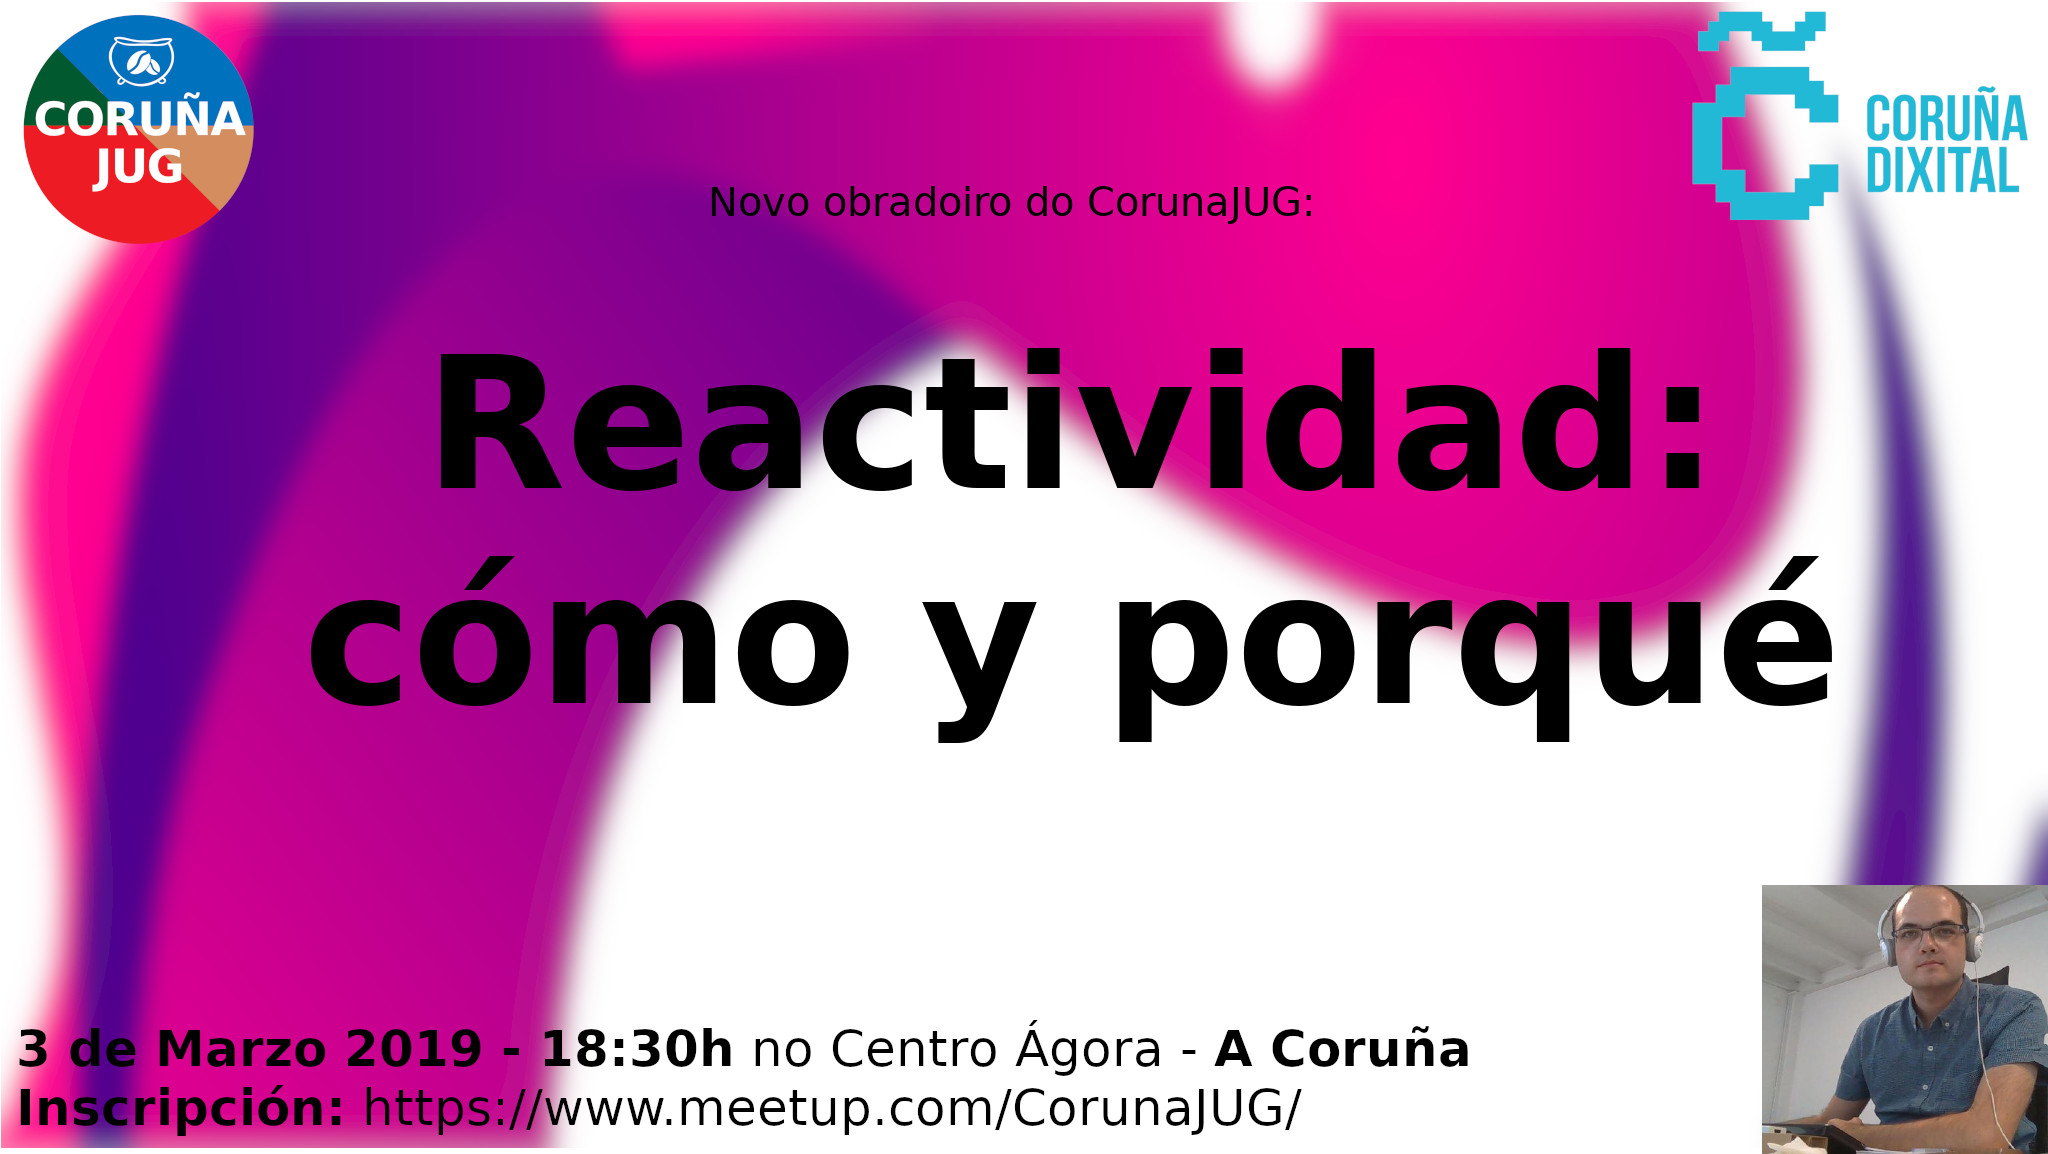 CORUÑA
JUG
CORUÑA
DIXITAL
Novo obradoiro do CorunaJUG:
Reactividad:
cómo y porqué
3 de Marzo 2019 - 18:30h no Centro Ágora - A Coruña
Inscripción: https://www.meetup.com/CorunaJUG/